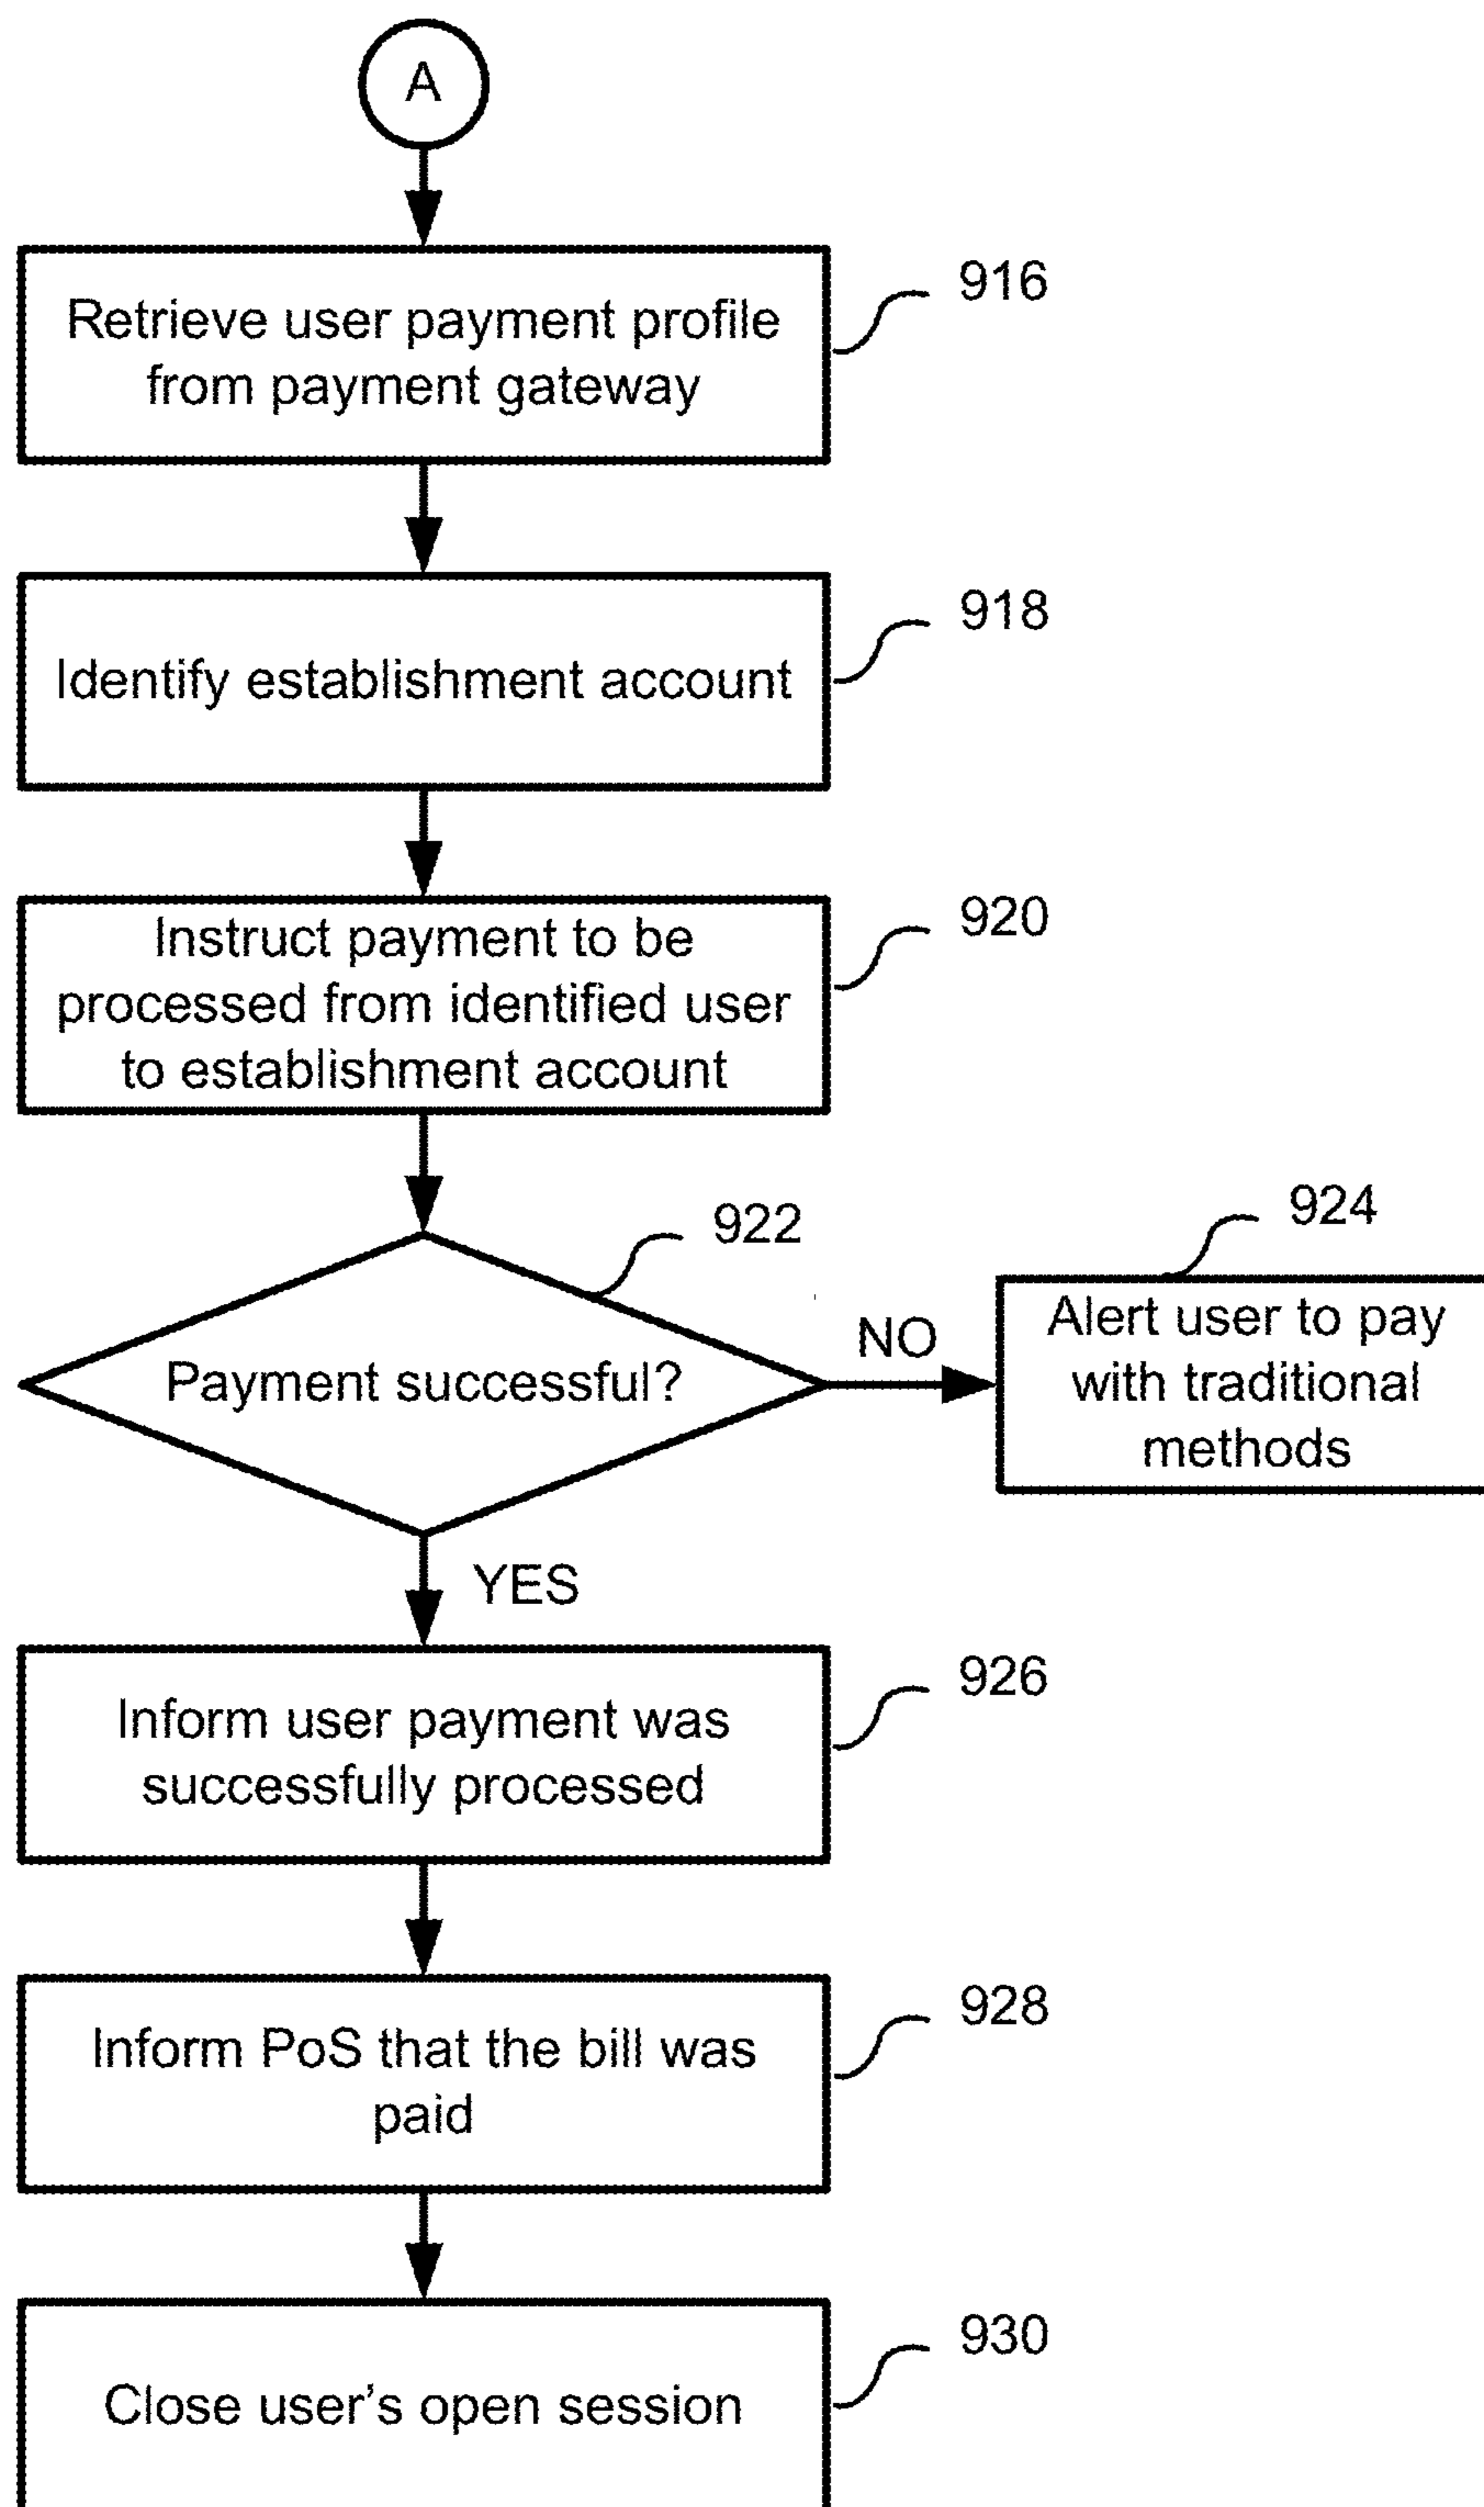 A
Retrieve user payment profile
from payment gateway
916
Identify establishment account
918
Instruct payment to be
processed from identified user
to establishment account
920
Payment successful?
922
NO
Alert user to pay
with traditional
methods
924
YES
Inform user payment was
successfully processed
926
Inform PoS that the bill was
paid
928
Close user's open session
930